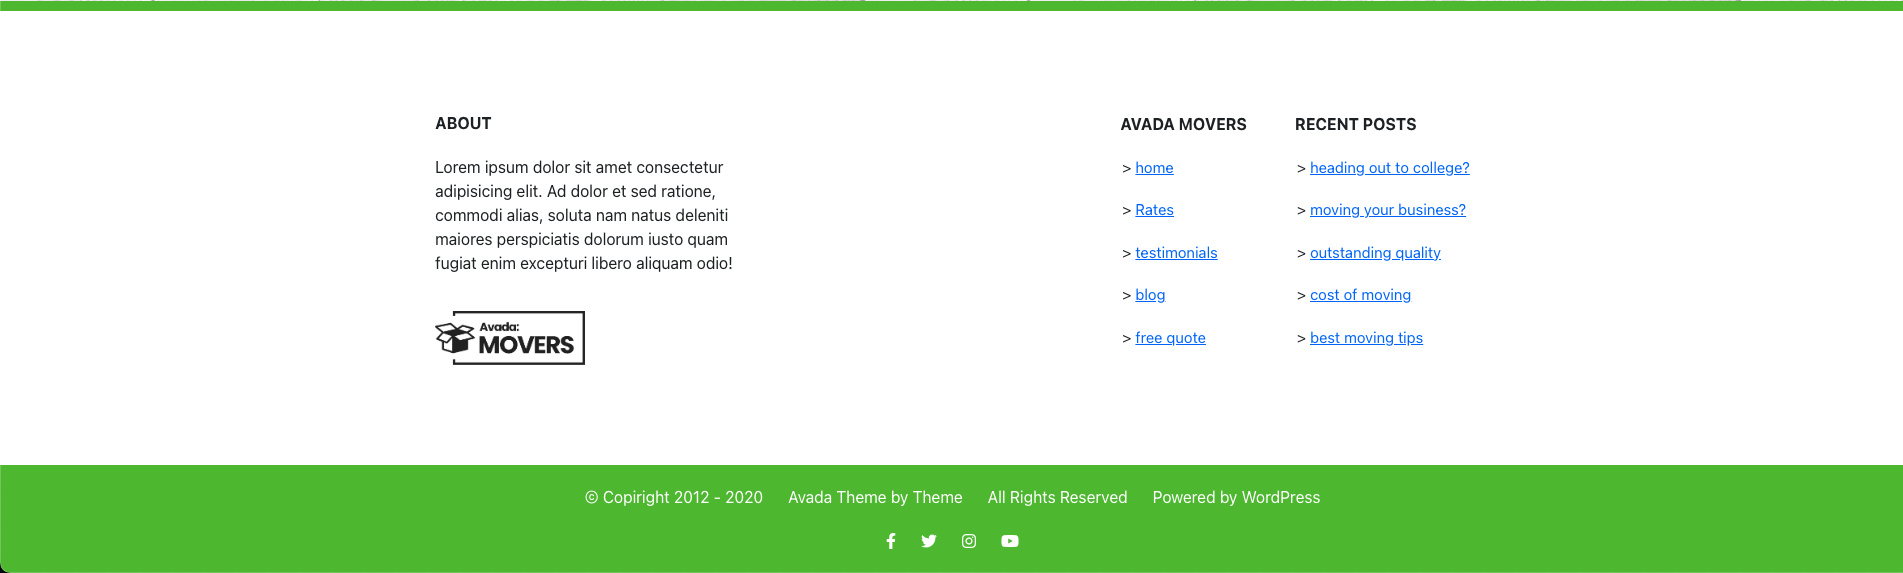 ABOUT
Lorem ipsum dolor sit amet consectetur
adipisicing elit. Ad dolor et sed ratione,
commodi alias, soluta nam natus deleniti
maiores perspiciatis dolorum iusto quam
fugiat enim excepturi libero aliquam odio!
Avada:
MOVERS
AVADA MOVERS
> home
> Rates
> testimonials
> blog
> free quote
RECENT POSTS
> heading out to college?
> moving your business?
> outstanding quality
> cost of moving
> best moving tips
© Copiright 2012 - 2020 Avada Theme by Theme All Rights Reserved Powered by WordPress